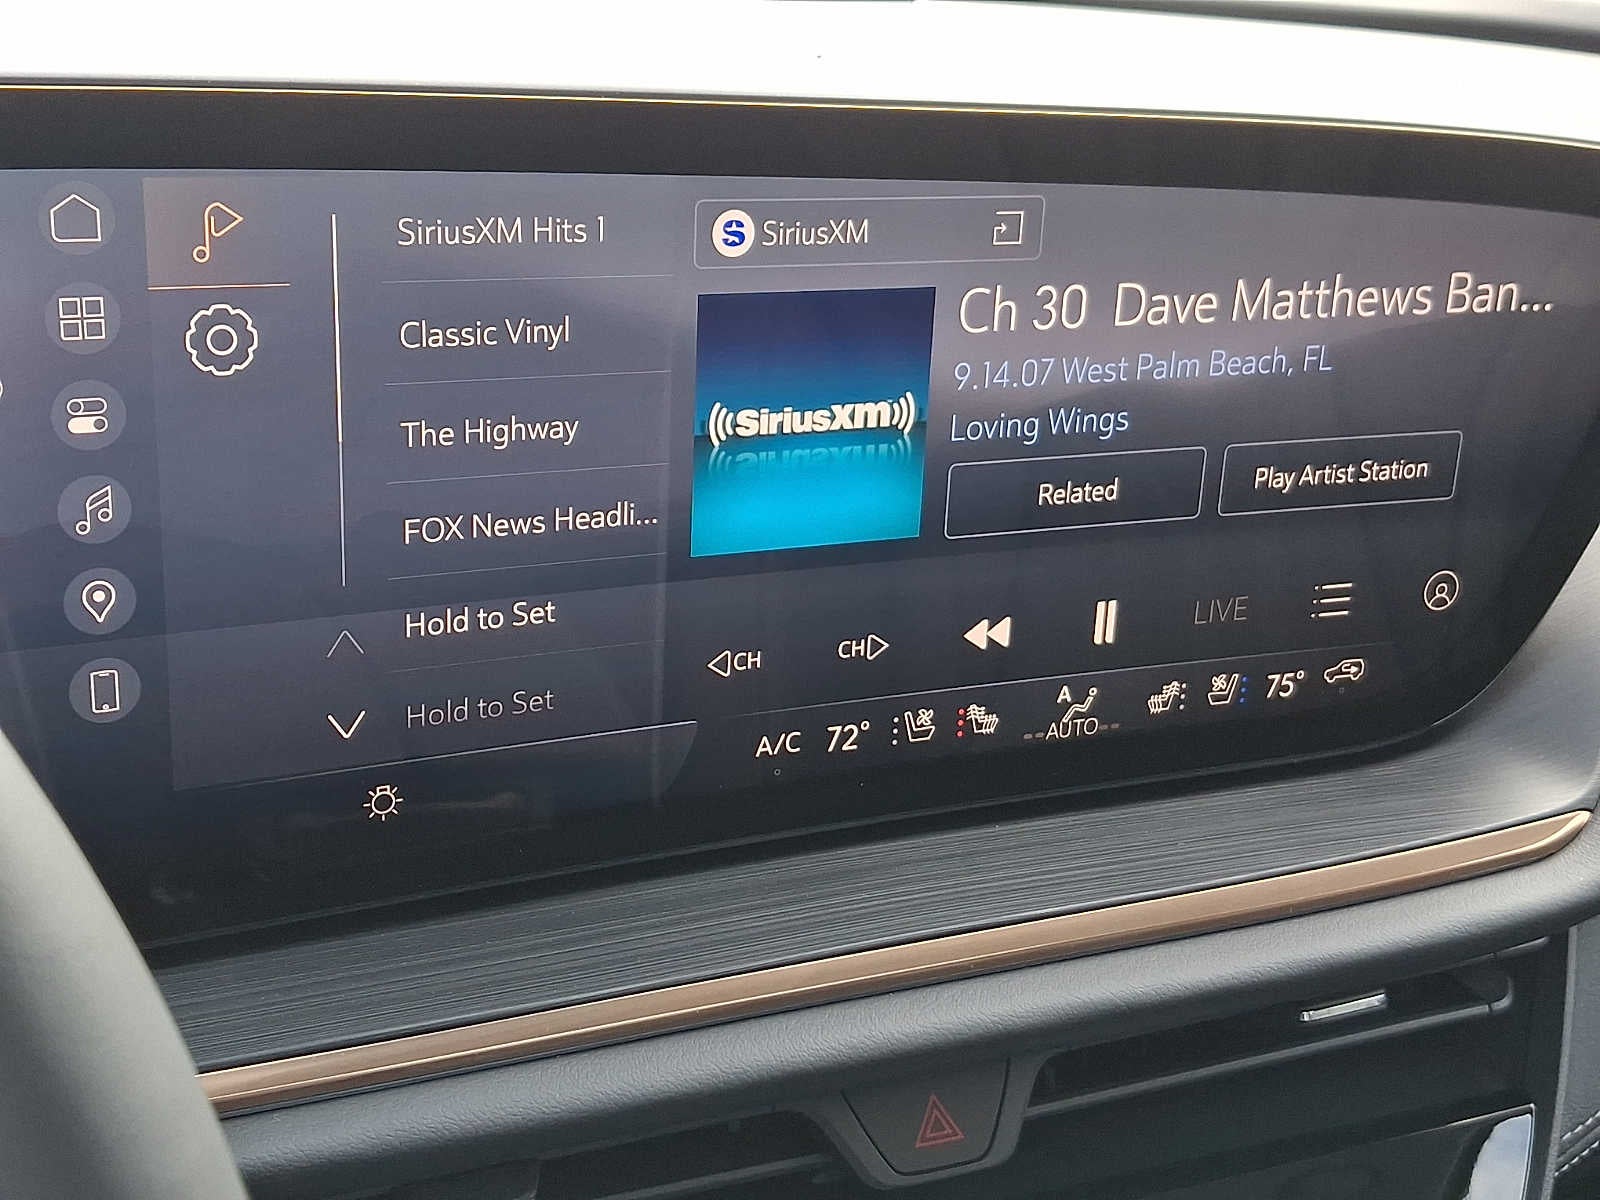 SiriusXM Hits 1
Classic Vinyl
The Highway
FOX News Headli...
Hold to Set
Hold to Set
SiriusXM
((SiriusXM))
Ch 30 Dave Matthews Ban...
9.14.07 West Palm Beach, FL
Loving Wings
Related
Play Artist Station
CH
CH
LIVE
A/C
72°
A
AUTO
75°